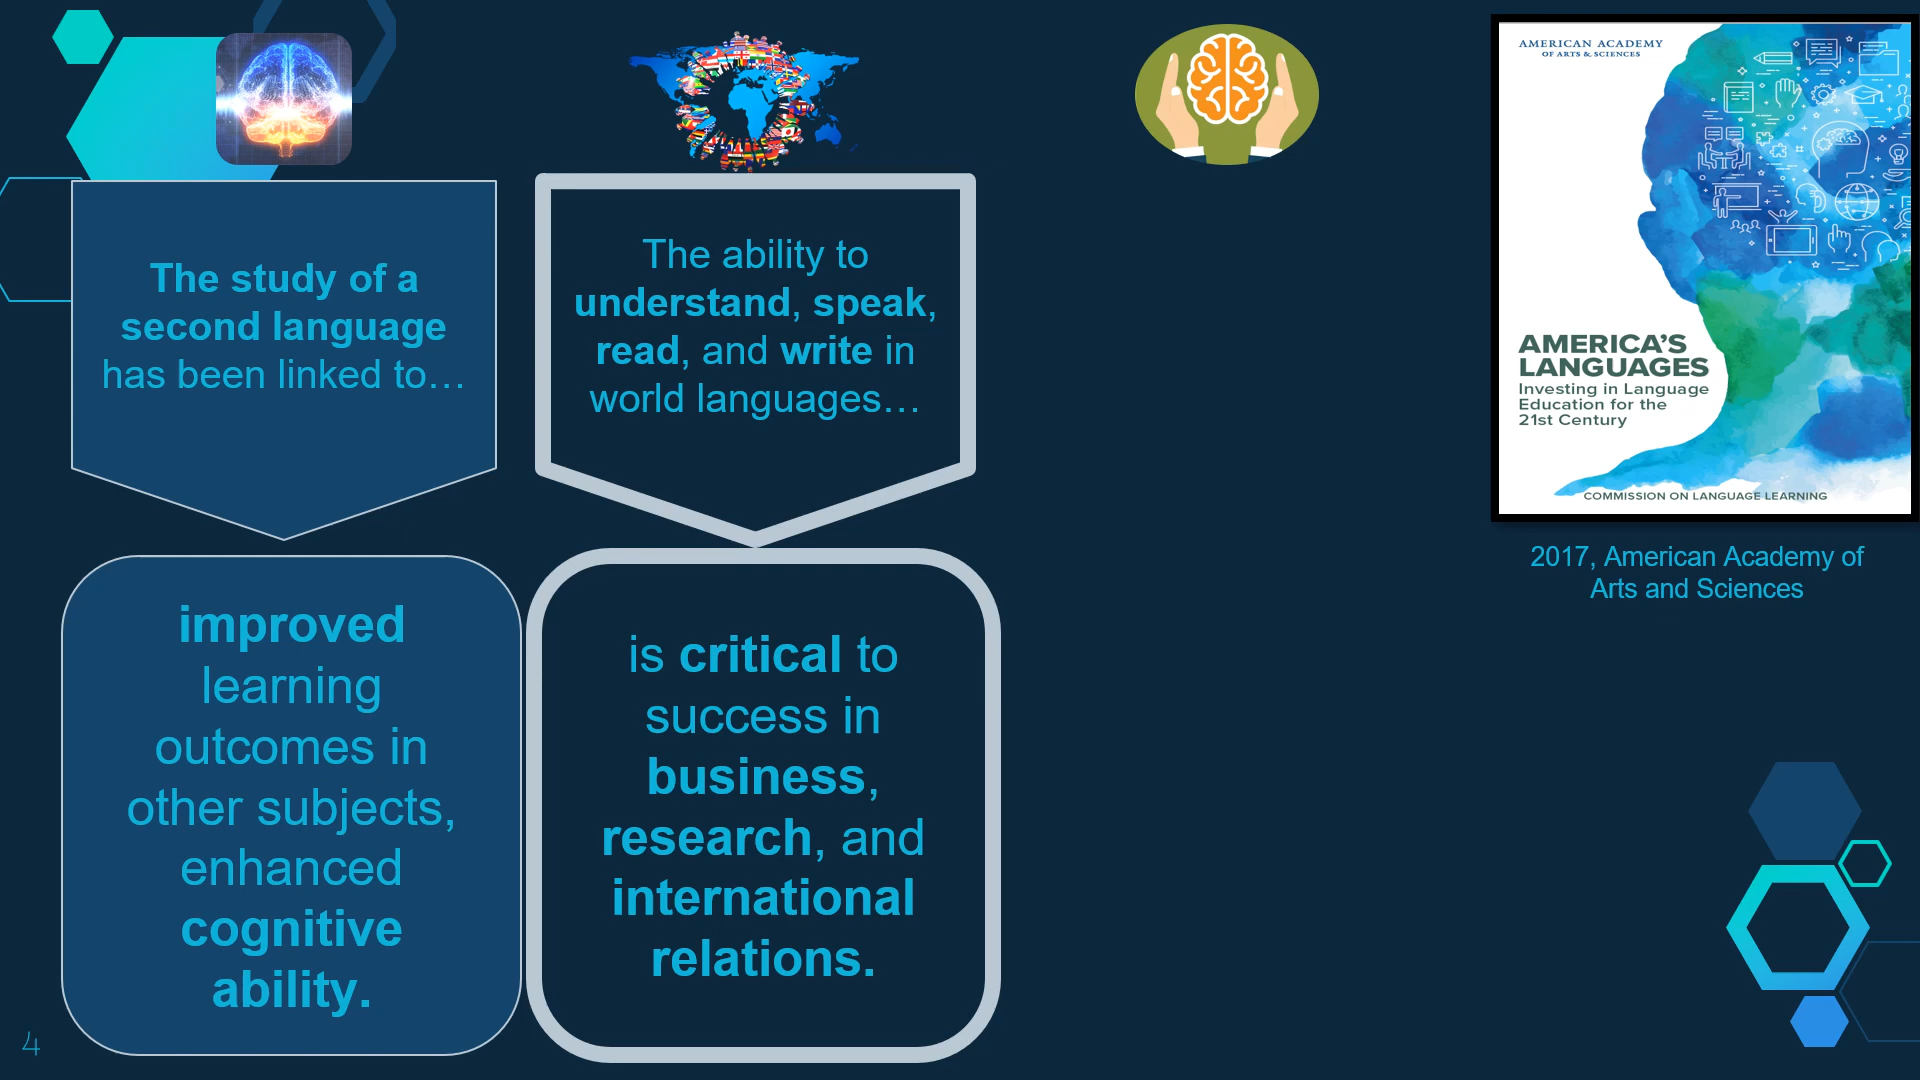 The study of a
second language
has been linked to…
improved
learning
outcomes in
other subjects,
enhanced
cognitive
ability.
The ability to
understand, speak,
read, and write in
world languages…
is critical to
success in
business,
research, and
international
relations.
AMERICAN ACADEMY
OF ARTS & SCIENCES
AMERICA'S
LANGUAGES
Investing in Language
Education for the
21st Century
COMMISSION ON LANGUAGE LEARNING
2017, American Academy of
Arts and Sciences
4